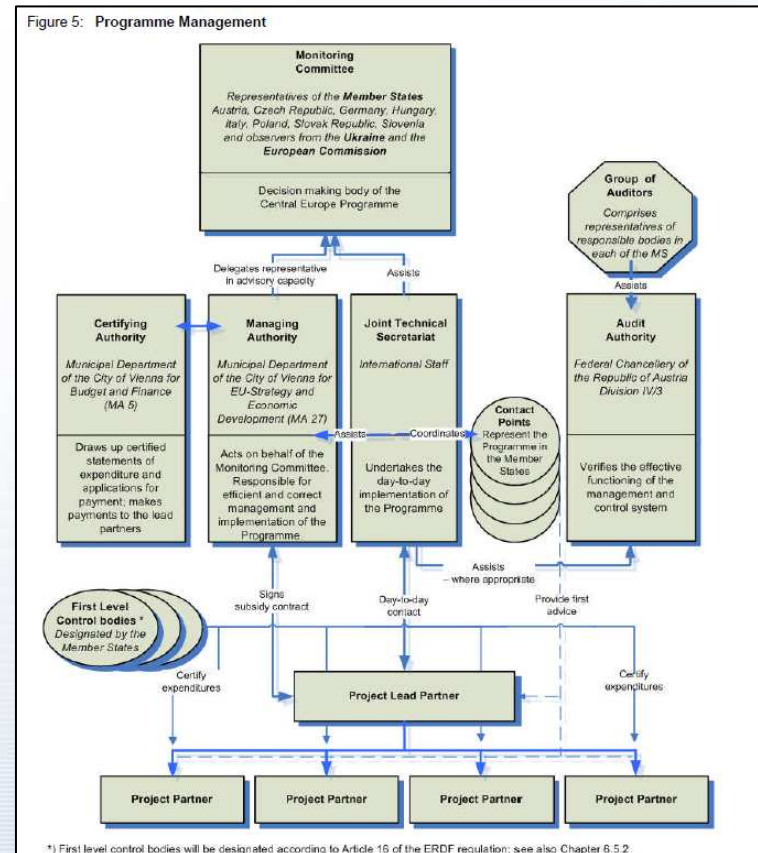 Figure 5: Programme Management
Monitoring
Committee
Representatives of the Member States
Austria, Czech Republic, Germany, Hungary,
Italy, Poland, Slovak Republic, Slovenia
and observers from the Ukraine and the
European Commission
Decision making body of the
Central Europe Programme
Group of
Auditors
Comprises
representatives of
responsible bodies in
each of the MS
Delegates representative
in advisory capacity
Assists
Assists
Certifying
Authority
Municipal Department
of the City of Vienna for
Budget and Finance
(MA 5)
Draws up certified
statements of
expenditure and
applications for
payment; makes
payments to the lead
partners
Managing
Authority
Municipal Department
of the City of Vienna for
EU-Strategy and
Economic
Development (MA 27)
Acts on behalf of the
Monitoring Committee.
Responsible for
efficient and correct
management and
implementation of the
Programme
Joint Technical
Secretariat
International Staff
Undertakes the
day-to-day
implementation of
the Programme
Assists
Coordinates
Contact
Points
Represent the
Programme in
the Member
States
Audit
Authority
Federal Chancellery of
the Republic of Austria
Division IV/3
Verifies the effective
functioning of the
management and
control system
Assists
– where appropriate
Signs
subsidy contract
Day-to-day
contact
Provide first
advice
First Level
Control bodies *
Designated by the
Member States
Certify
expenditures
Project Lead Partner
Certify
expenditures
Project Partner
Project Partner
Project Partner
Project Partner
*) First level control bodies will be designated according to Article 16 of the ERDF regulation; see also Chapter 6.5.2